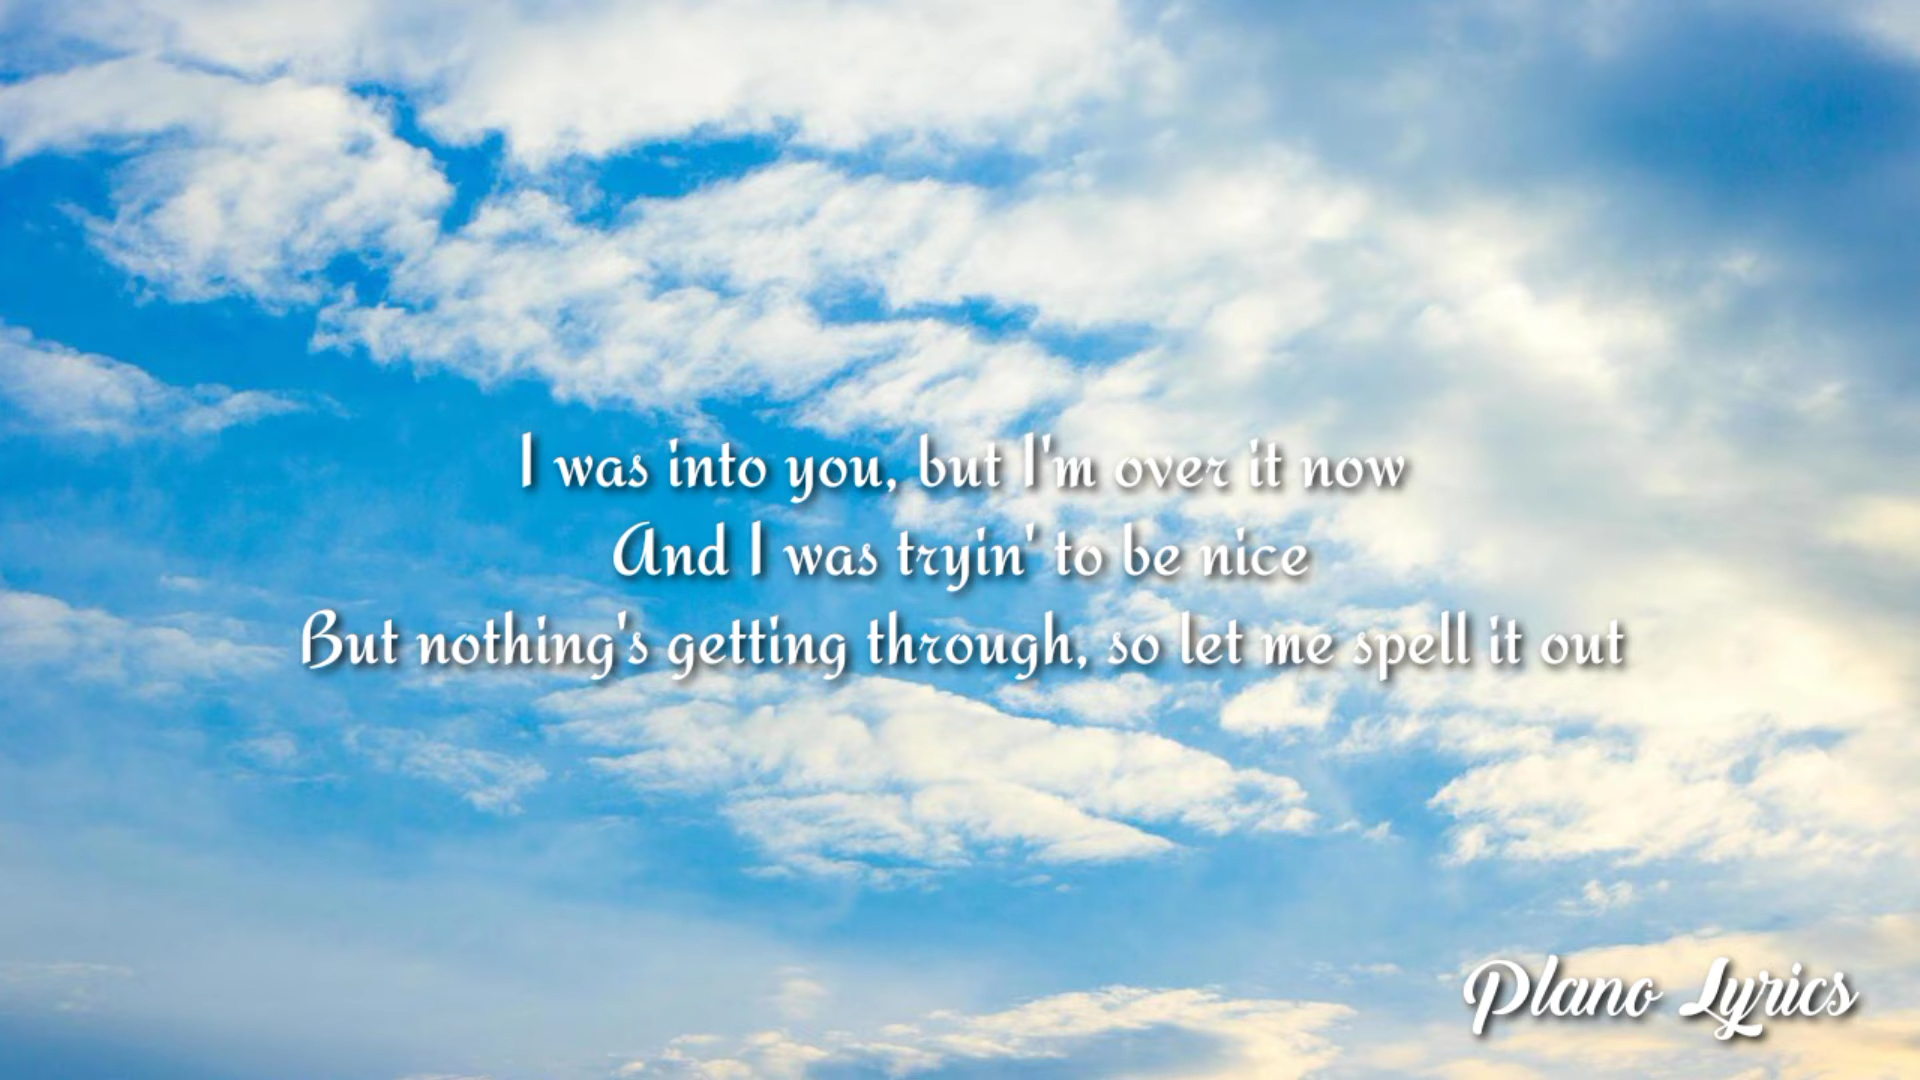 I was into you, but I'm over it now
And I was tryin' to be nice
But nothing's getting through, so let me spell it out
Plano Lyrics